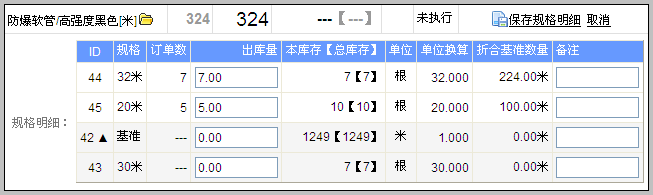 防爆软管/高强度黑色[米] 324 324 ---【---】 未执行 保存规格明细 取消
ID 规格 订单数 出库量 本库存【总库存】 单位 单位换算 折合基准数量 备注
44 32米 7 7.00 7【7】 根 32.000 224.00米
45 20米 5 5.00 10【10】 根 20.000 100.00米
规格明细：
42▲ 基准 --- 0.00 1249【1249】 米 1.000 0.00米
43 30米 --- 0.00 7【7】 根 30.000 0.00米